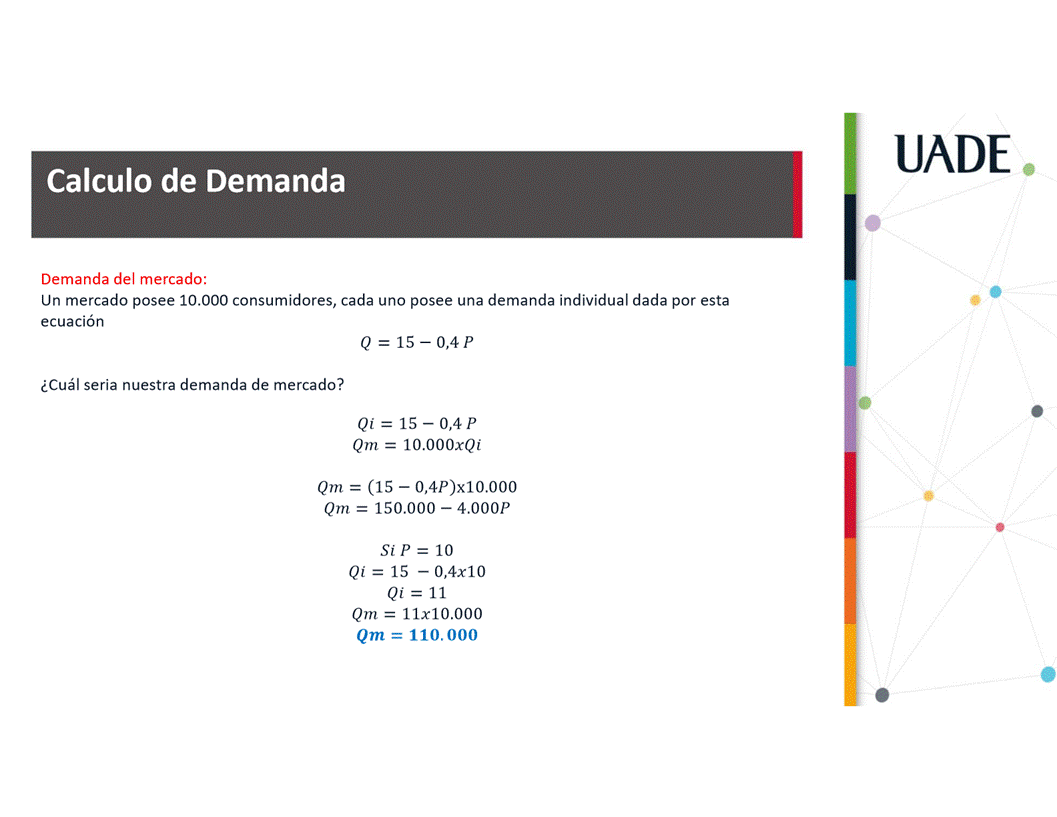 UADE
Calculo de Demanda
Demanda del mercado:
Un mercado posee 10.000 consumidores, cada uno posee una demanda individual dada por esta
ecuación
Q = 15 − 0,4 P
¿Cuál seria nuestra demanda de mercado?
Qi = 15 − 0,4 P
Qm = 10.000xQi
Qm = (15 − 0,4P)x10.000
Qm = 150.000 − 4.000P
Si P = 10
Qi = 15 − 0,4x10
Qi = 11
Qm = 11x10.000
Qm = 110.000